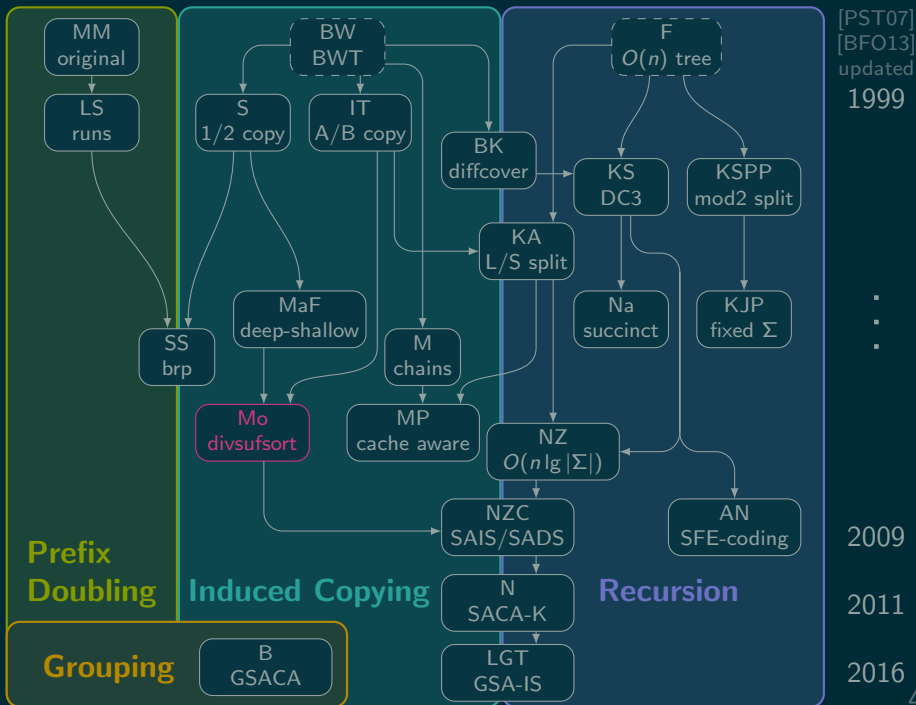 MM
original
BW
BWT
F
O(n) tree
[PST07]
[BFO13]
updated
1999
LS
runs
S
1/2 copy
IT
A/B copy
BK
diffcover
KS
DC3
KSPP
mod2 split
KA
L/S split
MaF
deep-shallow
Na
succinct
KJP
fixed Σ
SS
brp
M
chains
Mo
divsufsort
MP
cache aware
NZ
O(n lg |Σ|)
NZC
SAIS/SADS
AN
SFE-coding
2009
Prefix
Doubling
Induced Copying
Recursion
N
SACA-K
2011
Grouping
B
GSACA
LGT
GSA-IS
2016